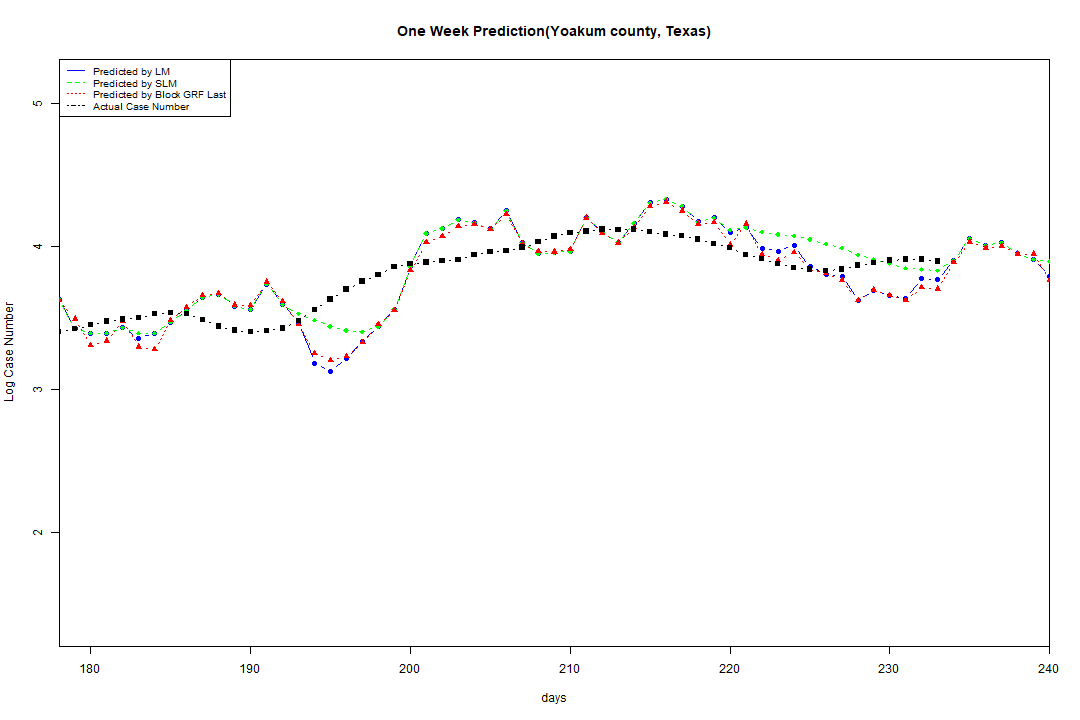 One Week Prediction(Yoakum county, Texas)
Predicted by LM
Predicted by SLM
Predicted by Block GRF Last
Actual Case Number
5
4
3
2
Log Case Number
180 190 200 210 220 230 240
days